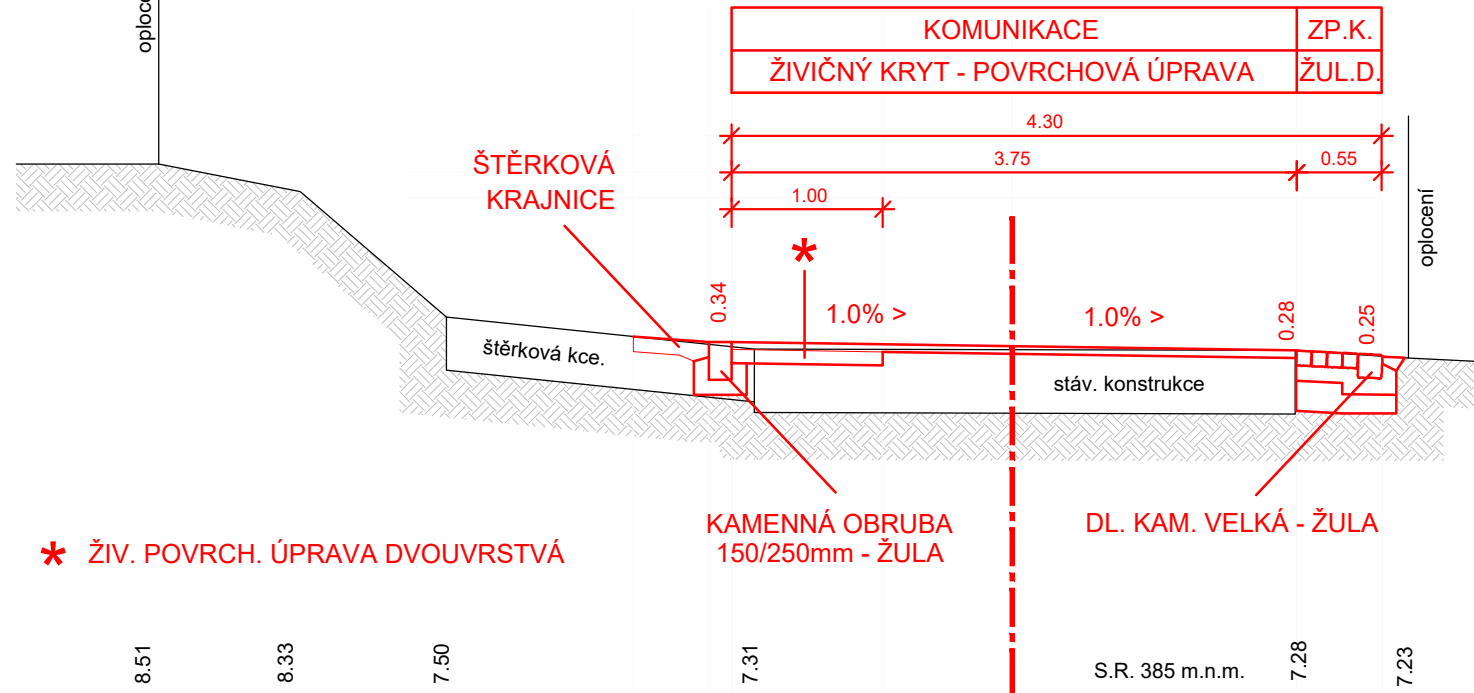 oplocení
KOMUNIKACE
ZP.K.
ŽIVIČNÝ KRYT - POVRCHOVÁ ÚPRAVA
ŽUL.D.
4.30
3.75
0.55
1.00
ŠTĚRKOVÁ
KRAJNICE
*
oplocení
0.34
1.0% >
1.0% >
0.28
0.25
štěrková kce.
stáv. konstrukce
KAMENNÁ OBRUBA
150/250mm - ŽULA
DL. KAM. VELKÁ - ŽULA
* ŽIV. POVRCH. ÚPRAVA DVOUVRSTVÁ
8.51
8.33
7.50
7.31
S.R. 385 m.n.m.
7.28
7.23